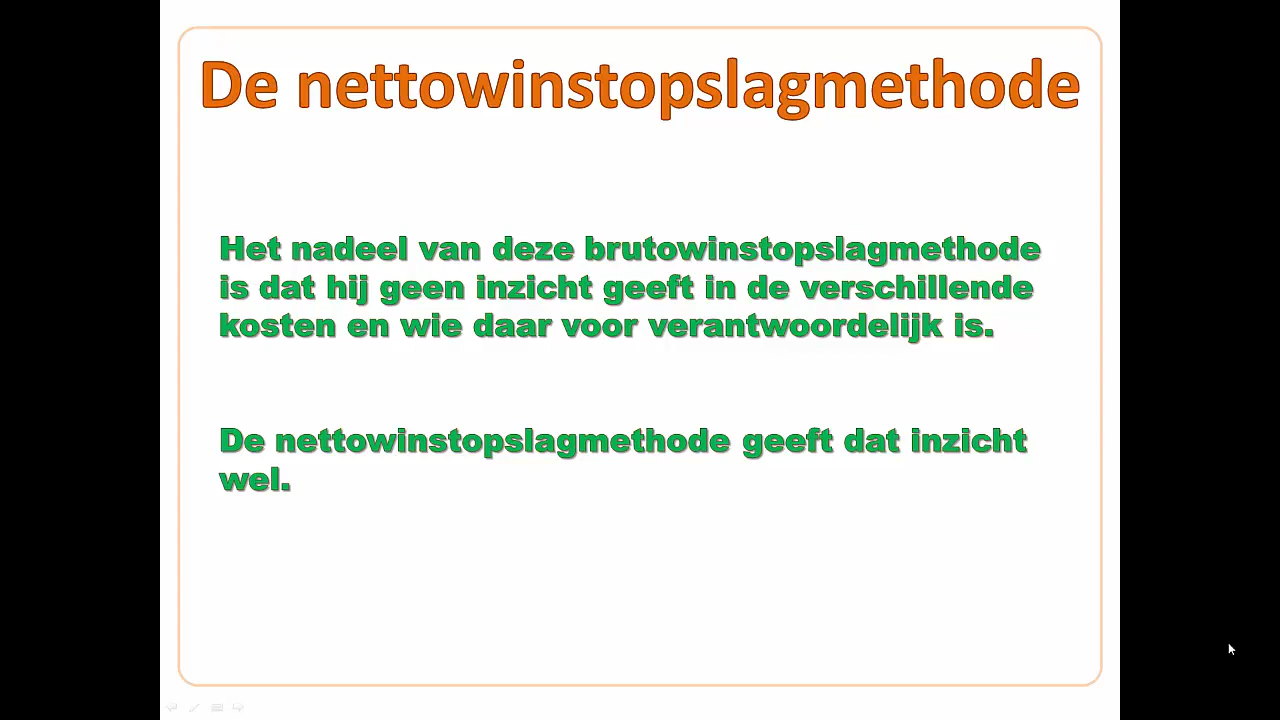 De nettowinstopslagmethode
Het nadeel van deze brutowinstopslagmethode
is dat hij geen inzicht geeft in de verschillende
kosten en wie daar voor verantwoordelijk is.
De nettowinstopslagmethode geeft dat inzicht
wel.